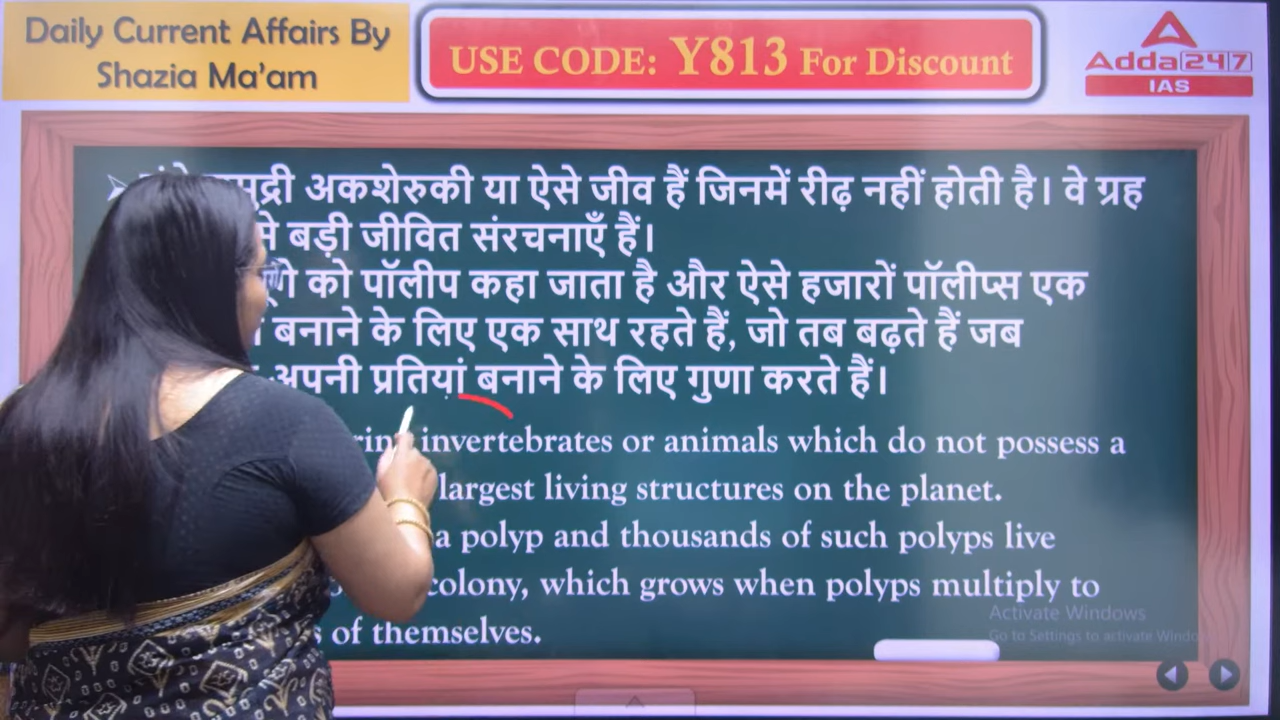 Daily Current Affairs By
Shazia Ma'am
USE CODE: Y813 For Discount
Adda 247
IAS
अकशेरुकी या ऐसे जीव हैं जिनमें रीढ़ नहीं होती है। वे ग्रह
बड़ी जीवित संरचनाएँ हैं।
को पॉलीप कहा जाता है और ऐसे हजारों पॉलीप्स एक
बनाने के लिए एक साथ रहते हैं, जो तब बढ़ते हैं जब
अपनी प्रतियां बनाने के लिए गुणा करते हैं।
invertebrates or animals which do not possess a
largest living structures on the planet.
a polyp and thousands of such polyps live
colony, which grows when polyps multiply to
of themselves.
Activate Windows
Go to Settings to activate